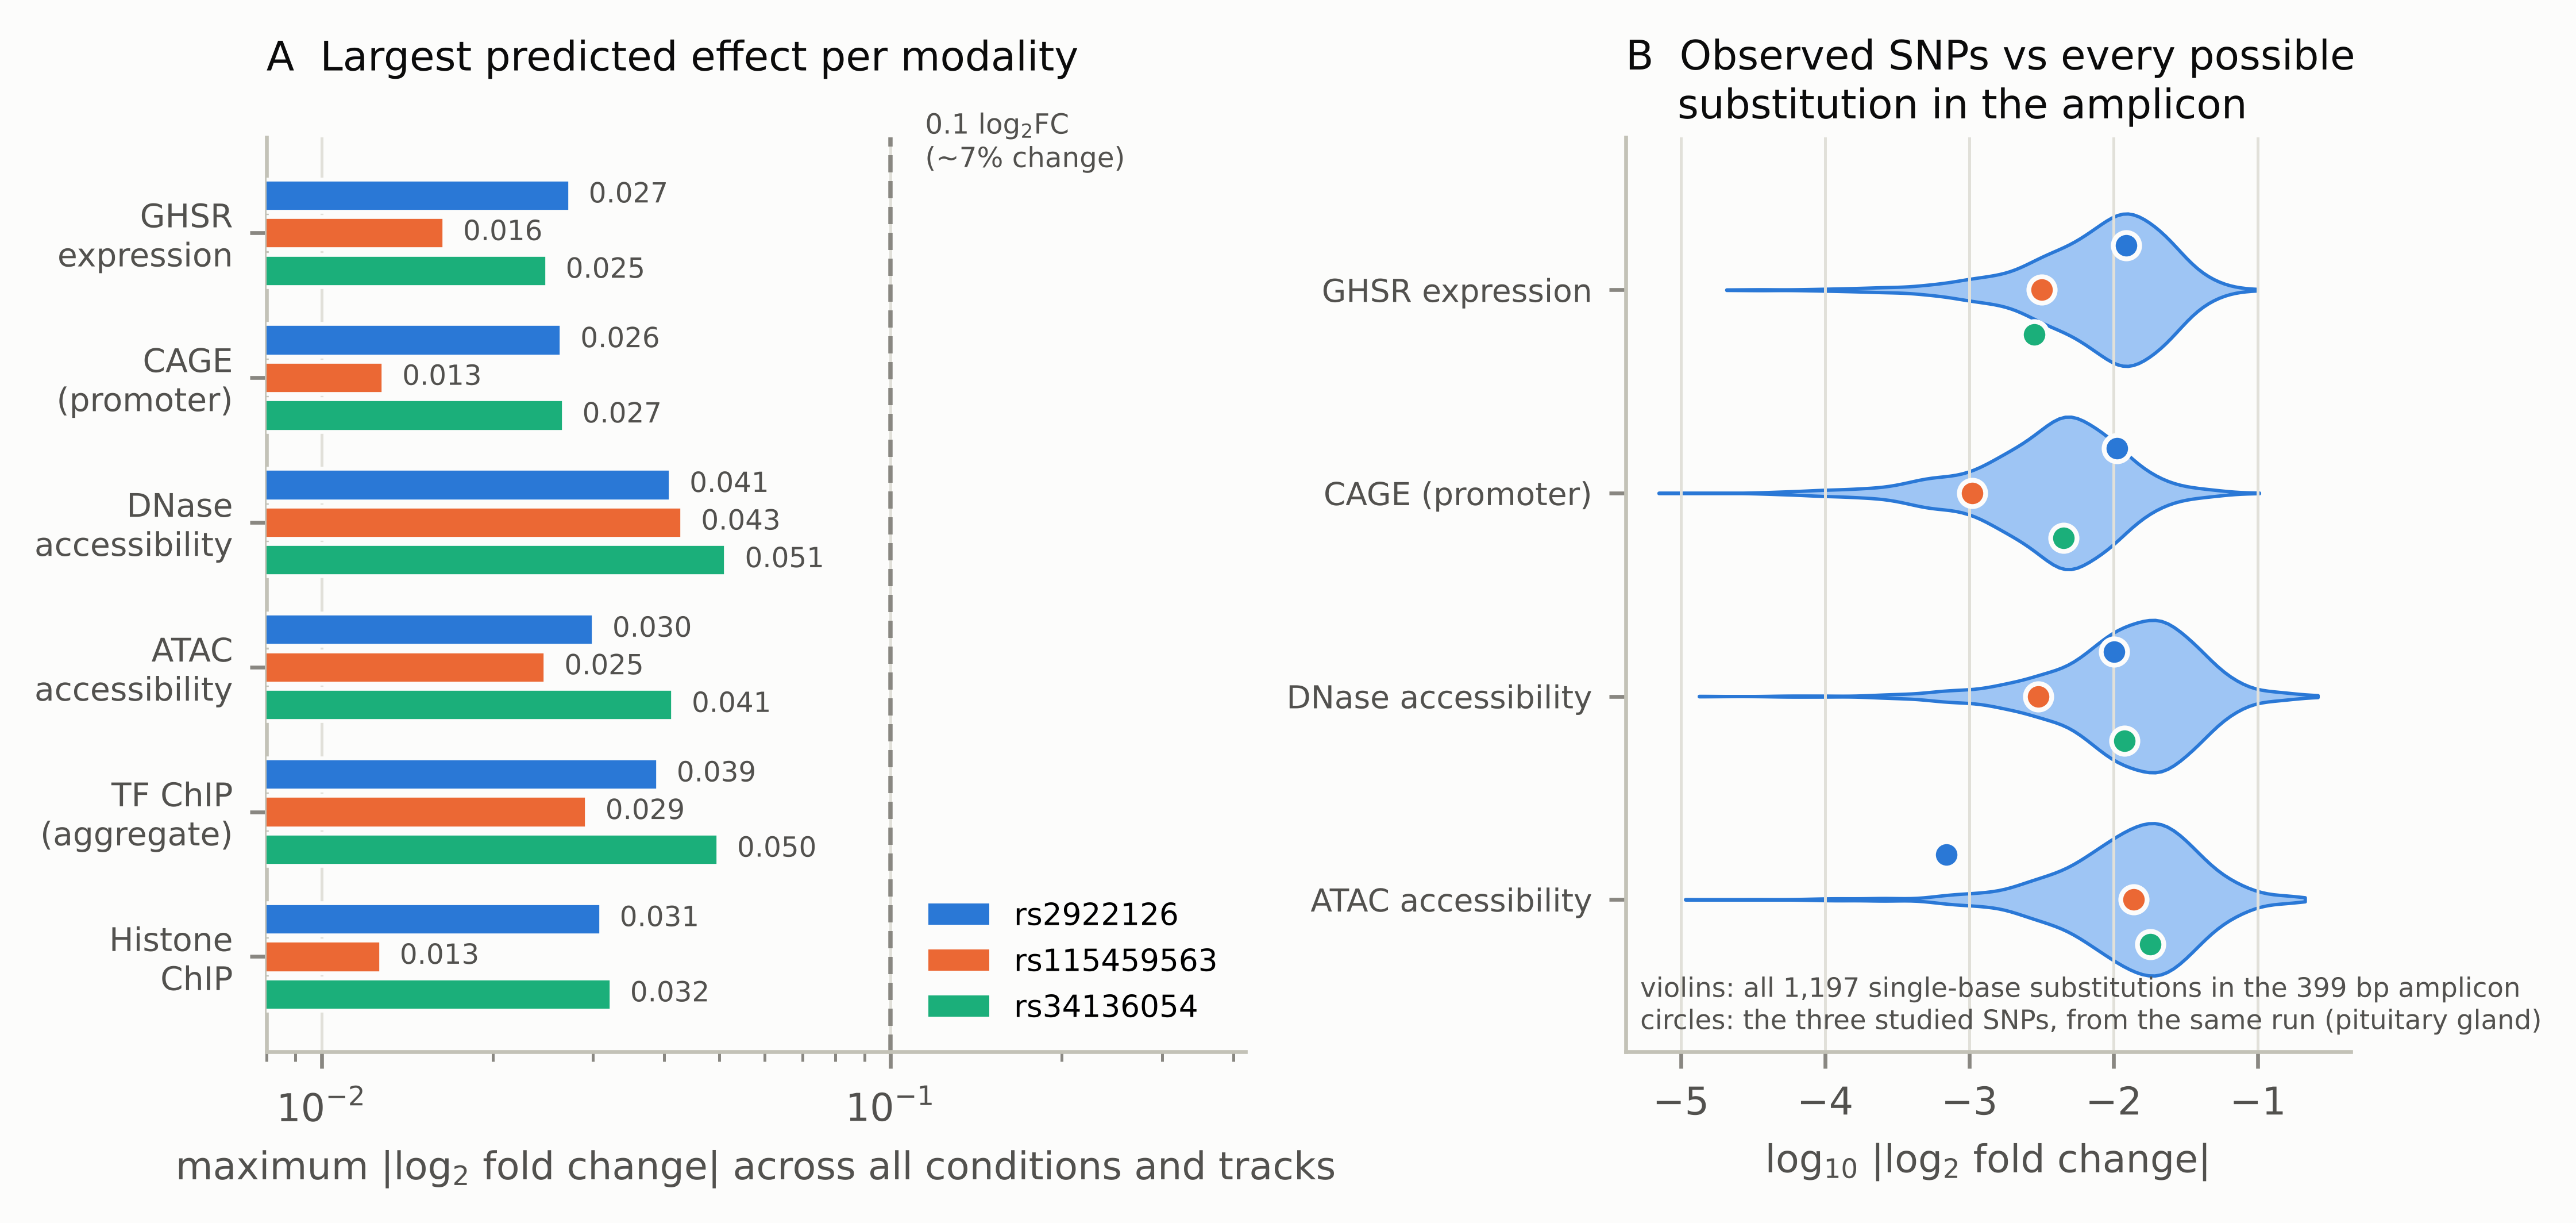 A Largest predicted effect per modality
0.1 log₂FC
(~7% change)
GHSR
expression
0.027
0.016
0.025
CAGE
(promoter)
0.026
0.013
0.027
DNase
accessibility
0.041
0.043
0.051
ATAC
accessibility
0.030
0.025
0.041
TF ChIP
(aggregate)
0.039
0.029
0.050
Histone
ChIP
0.031
0.013
0.032
rs2922126
rs115459563
rs34136054
10⁻² 10⁻¹
maximum |log₂ fold change| across all conditions and tracks
B Observed SNPs vs every possible
substitution in the amplicon
GHSR expression
CAGE (promoter)
DNase accessibility
ATAC accessibility
violins: all 1,197 single-base substitutions in the 399 bp amplicon
circles: the three studied SNPs, from the same run (pituitary gland)
−5 −4 −3 −2 −1
log₁₀ |log₂ fold change|